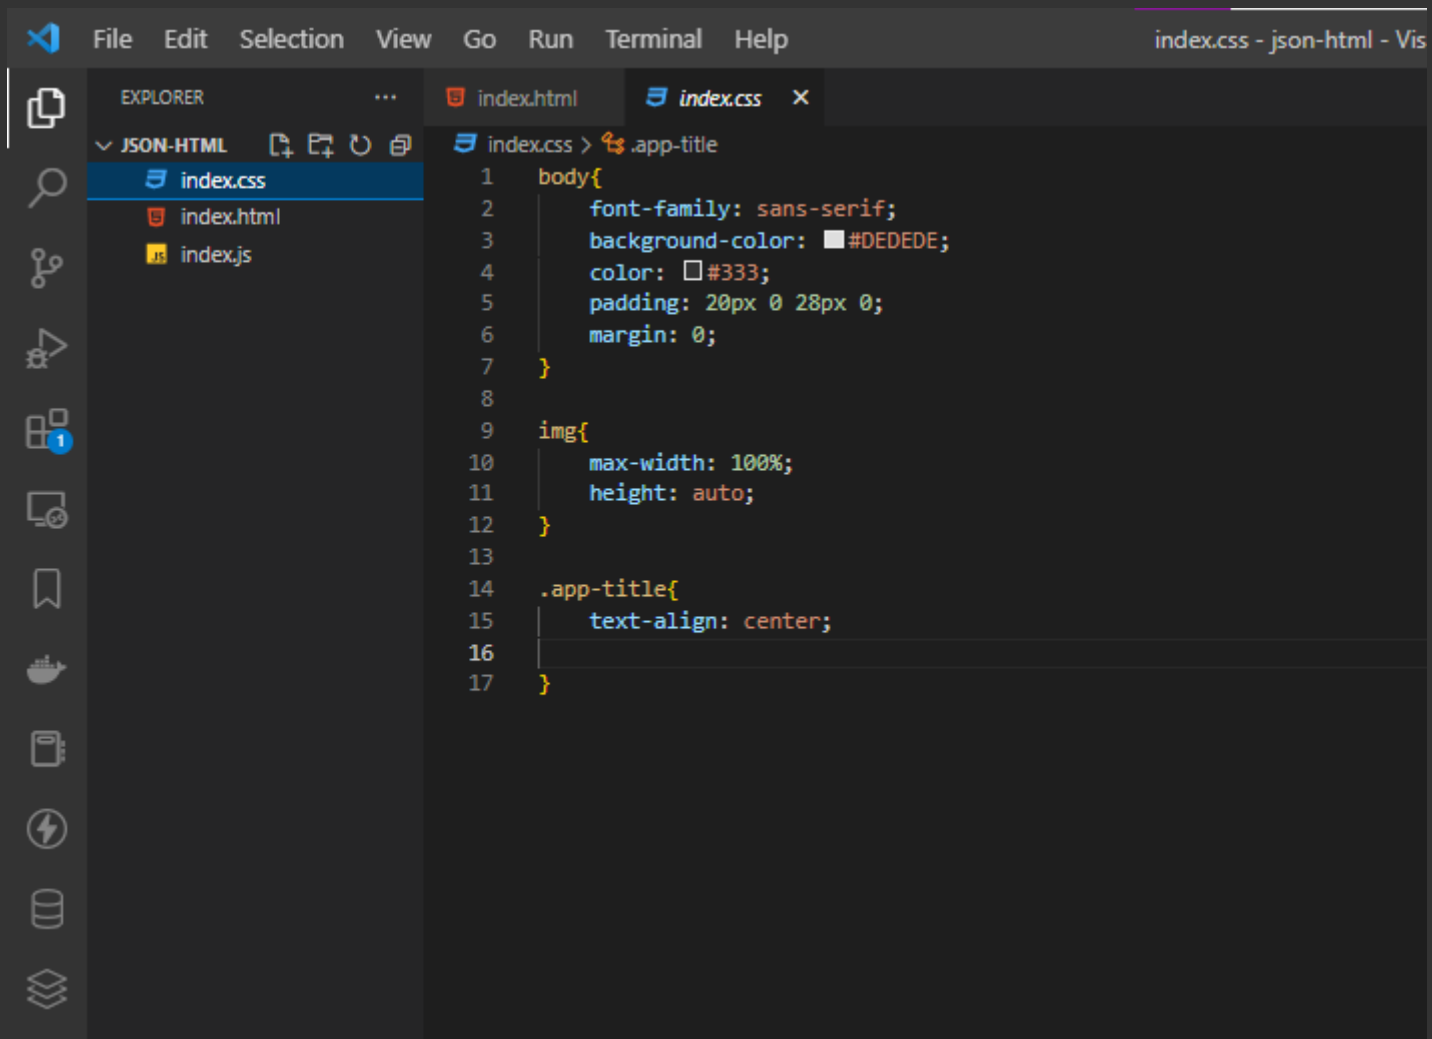 File Edit Selection View Go Run Terminal Help index.css - json-html - Vis
EXPLORER
JSON-HTML
index.css
index.html
index.js
1
index.html index.css
index.css > .app-title
1 body{
2     font-family: sans-serif;
3     background-color: #DEDEDE;
4     color: #333;
5     padding: 20px 0 28px 0;
6     margin: 0;
7 }
8
9 img{
10     max-width: 100%;
11     height: auto;
12 }
13
14 .app-title{
15     text-align: center;
16
17 }